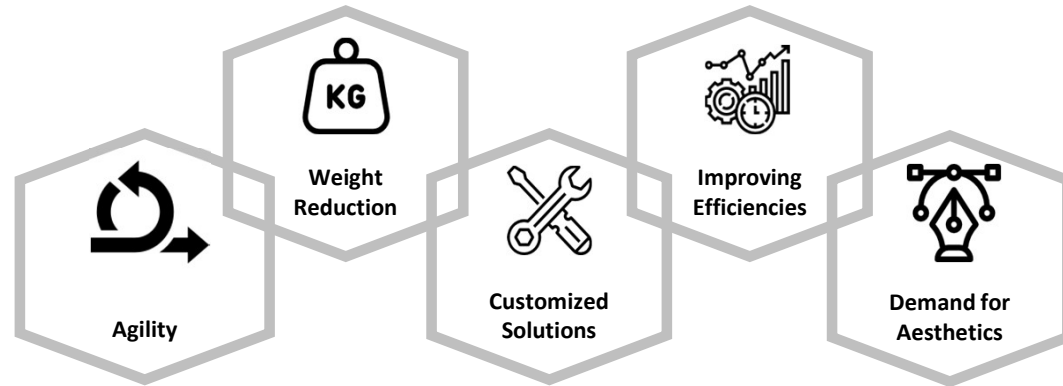 KG
Weight
Reduction
Improving
Efficiencies
Agility
Customized
Solutions
Demand for
Aesthetics